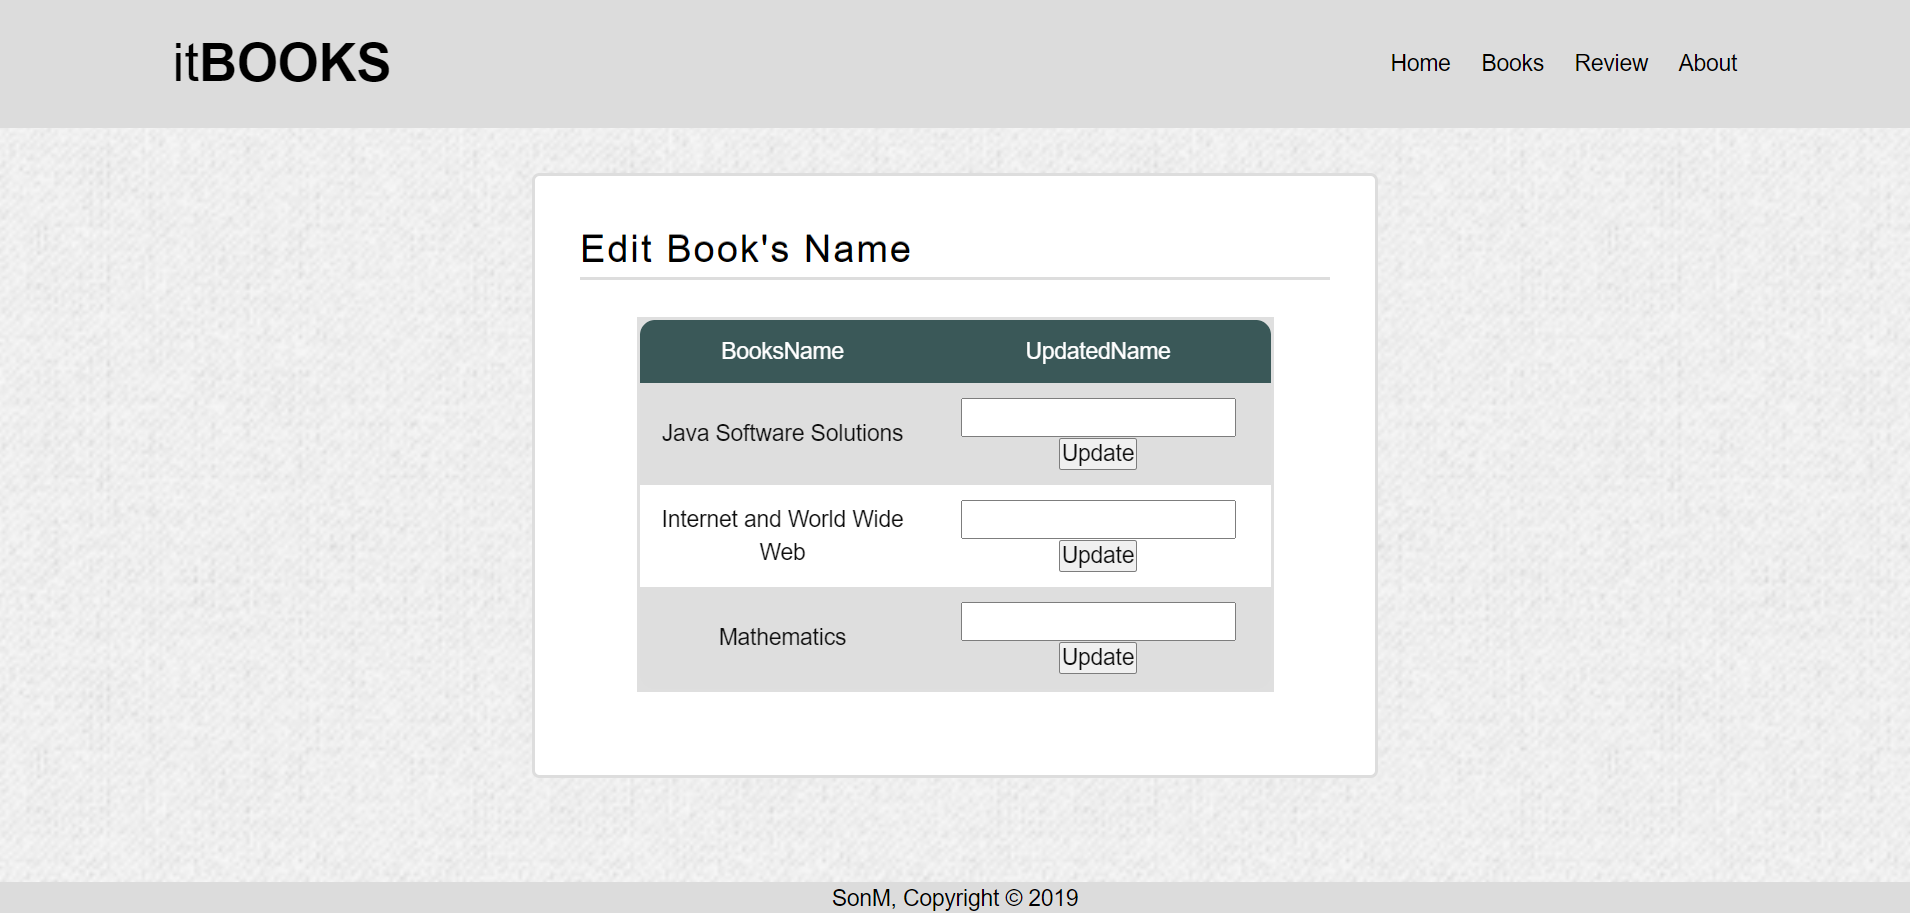 itBOOKS
Home Books Review About
Edit Book's Name
BooksName UpdatedName
Java Software Solutions
Update
Internet and World Wide
Web
Update
Mathematics
Update
SonM, Copyright © 2019